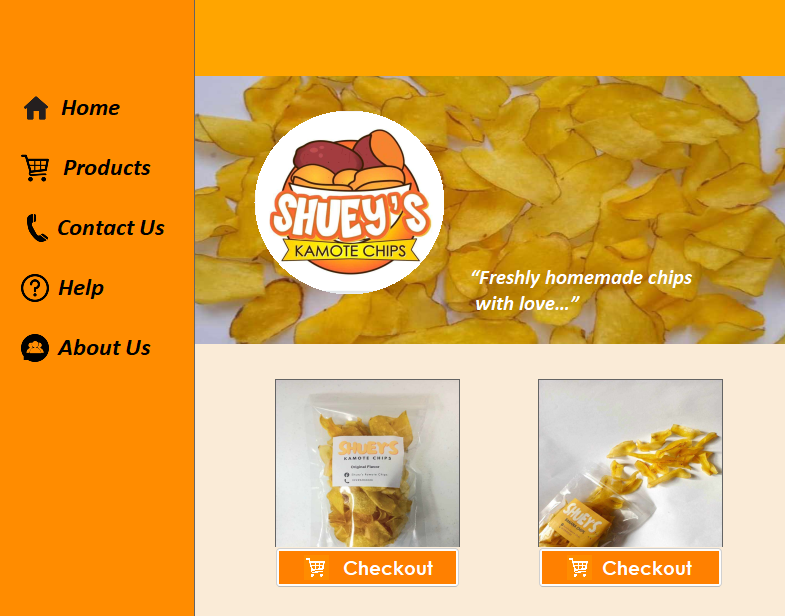 Home
Products
Contact Us
Help
About Us
SHUEY'S
KAMOTE CHIPS
“Freshly homemade chips
with love...”
SHUEY'S
KAMOTE CHIPS
Original Flavor
SHUEY'S
Checkout
Checkout